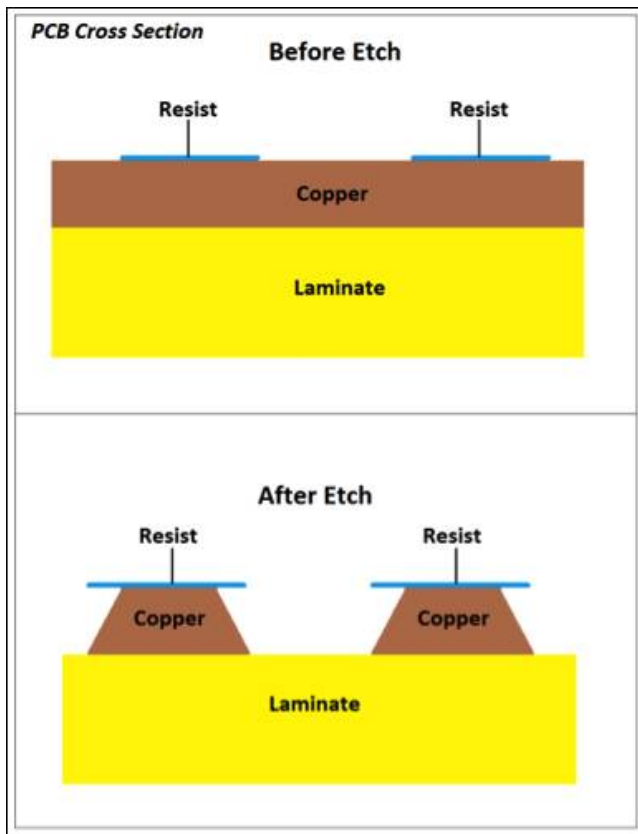 PCB Cross Section
Before Etch
Resist Resist
Copper
Laminate
After Etch
Resist Resist
Copper Copper
Laminate